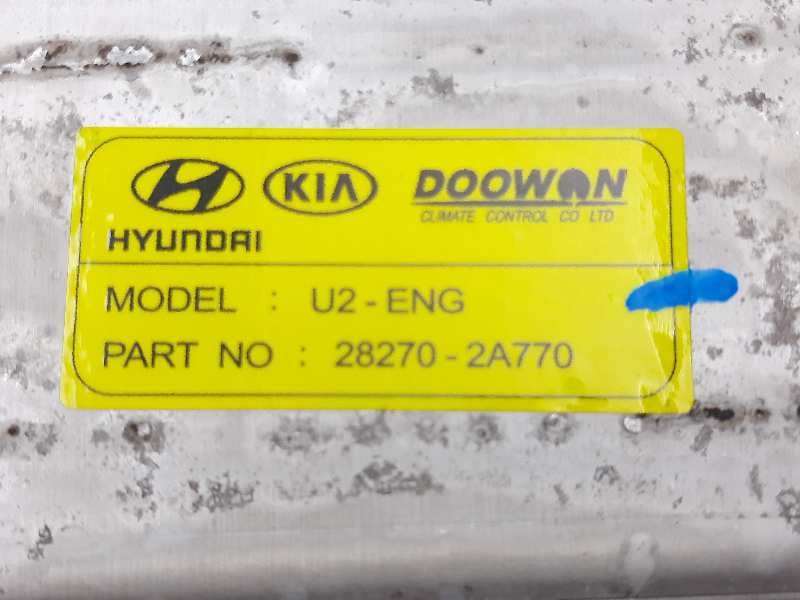 HYUNDAI
KIA
DOOWON
CLIMATE CONTROL CO LTD
MODEL : U2 - ENG
PART NO : 28270 - 2A770